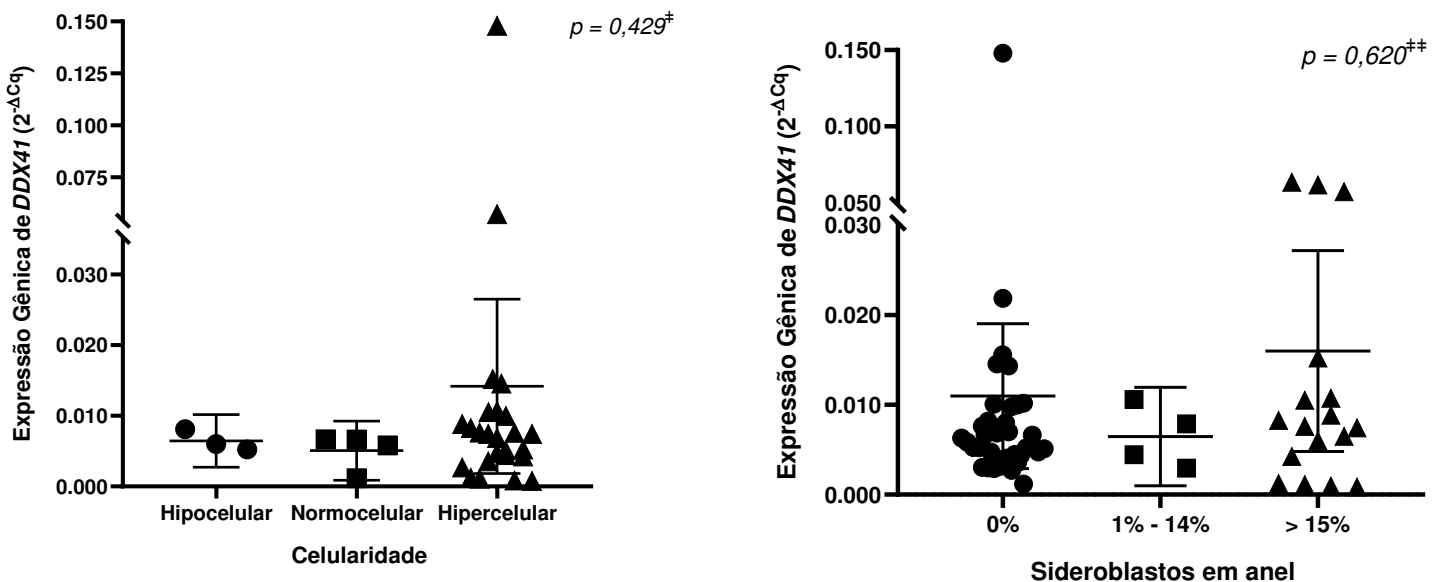 p = 0,429‡
Expressão Gênica de DDX41 (2-ΔCq)
0.150
0.125
0.100
0.075
0.030
0.020
0.010
0.000
Hipocelular Normocelular Hipercelular
Celularidade
p = 0,620‡‡
Expressão Gênica de DDX41 (2-ΔCq)
0.150
0.100
0.050
0.030
0.020
0.010
0.000
0% 1% - 14% > 15%
Sideroblastos em anel